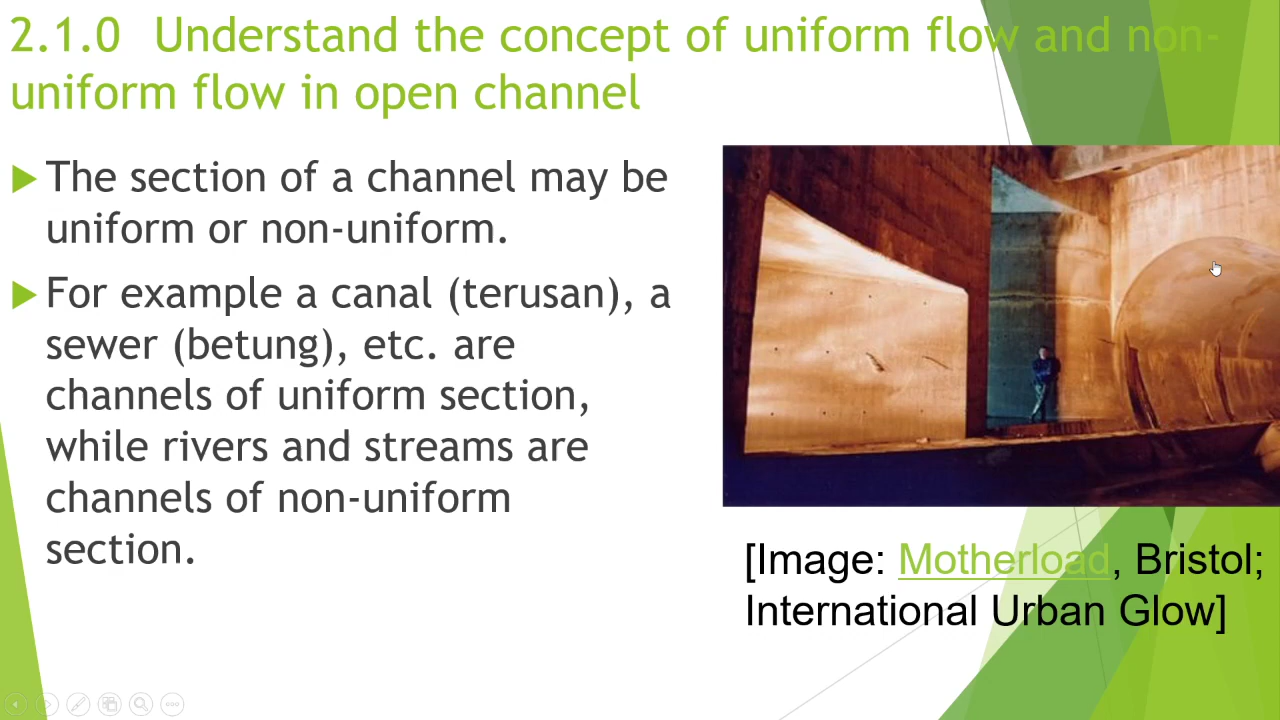 2.1.0 Understand the concept of uniform flow and non-
uniform flow in open channel
The section of a channel may be
uniform or non-uniform.
For example a canal (terusan), a
sewer (betung), etc. are
channels of uniform section,
while rivers and streams are
channels of non-uniform
section.
[Image: Motherload, Bristol;
International Urban Glow]